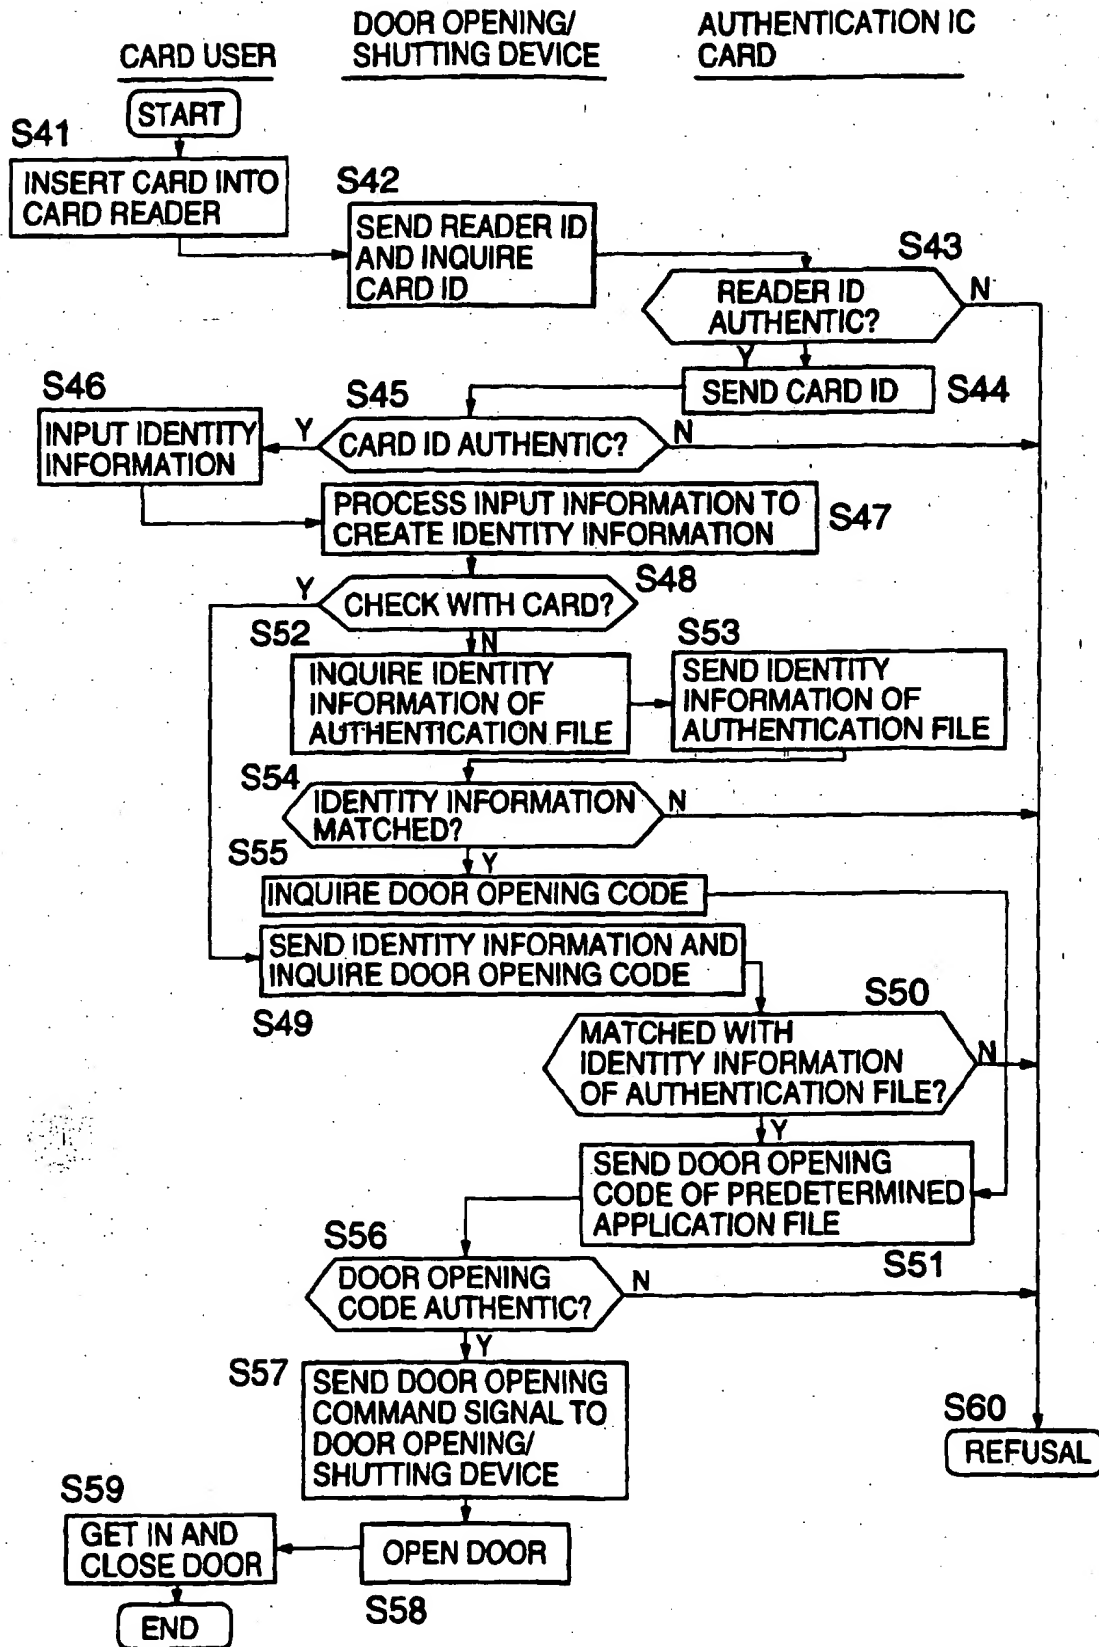 DOOR OPENING/
SHUTTING DEVICE
AUTHENTICATION IC
CARD
CARD USER
START
S41
INSERT CARD INTO
CARD READER
S42
SEND READER ID
AND INQUIRE
CARD ID
S43
READER ID
AUTHENTIC?
N
Y
SEND CARD ID
S44
S46
INPUT IDENTITY
INFORMATION
Y
S45
CARD ID AUTHENTIC?
N
PROCESS INPUT INFORMATION TO
CREATE IDENTITY INFORMATION
S47
Y
CHECK WITH CARD?
S48
N
S52
INQUIRE IDENTITY
INFORMATION OF
AUTHENTICATION FILE
S53
SEND IDENTITY
INFORMATION OF
AUTHENTICATION FILE
S54
IDENTITY INFORMATION
MATCHED?
N
Y
S55
INQUIRE DOOR OPENING CODE
SEND IDENTITY INFORMATION AND
INQUIRE DOOR OPENING CODE
S49
S50
MATCHED WITH
IDENTITY INFORMATION
OF AUTHENTICATION FILE?
N
Y
SEND DOOR OPENING
CODE OF PREDETERMINED
APPLICATION FILE
S51
S56
DOOR OPENING
CODE AUTHENTIC?
N
Y
S57
SEND DOOR OPENING
COMMAND SIGNAL TO
DOOR OPENING/
SHUTTING DEVICE
S60
REFUSAL
S59
GET IN AND
CLOSE DOOR
OPEN DOOR
S58
END